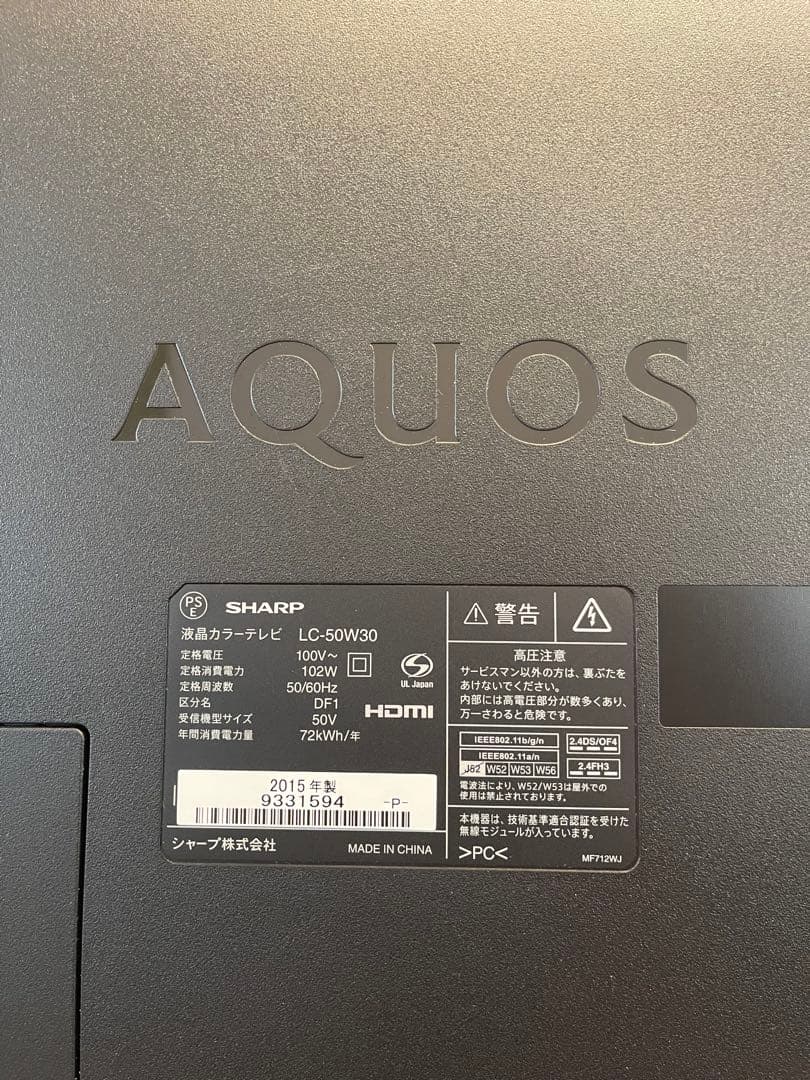 AQUOS
PS
E
SHARP
液晶カラーテレビ LC-50W30
定格電圧 100V～
定格消費電力 102W
定格周波数 50/60Hz
区分名 DF1
受信機型サイズ 50V
年間消費電力量 72kWh/年
S
UL Japan
HDMI
2015年製
9331594 -P-
シャープ株式会社 MADE IN CHINA
警告
高圧注意
サービスマン以外の方は、裏ぶたを
あけないでください。
内部には高電圧部分が数多くあり、
万一さわると危険です。
IEEE802.11b/g/n
IEEE802.11a/n
J52 W52 W53 W56
2.4DS/OF4
2.4FH3
電波法により、W52/W53は屋外での
使用は禁止されております。
本機器は、技術基準適合認証を受けた
無線モジュールが入っています。
>PC<
MF712WJ